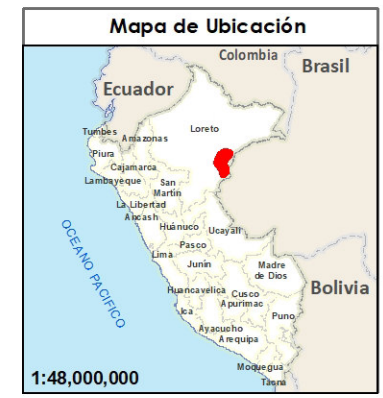 Mapa de Ubicación
Colombia
Brasil
Ecuador
Loreto
Tumbes
Amazonas
Piura
Cajamarca
Lambayeque
San
Martín
La Libertad
Ancash
Huánuco
Ucayali
OCEANO PACIFICO
Pasco
Lima
Junín
Madre
de Dios
Huancavelica
Cusco
Bolivia
Apurimac
Ica
Puno
Ayacucho
Arequipa
Moquegua
1:48,000,000
Tacna